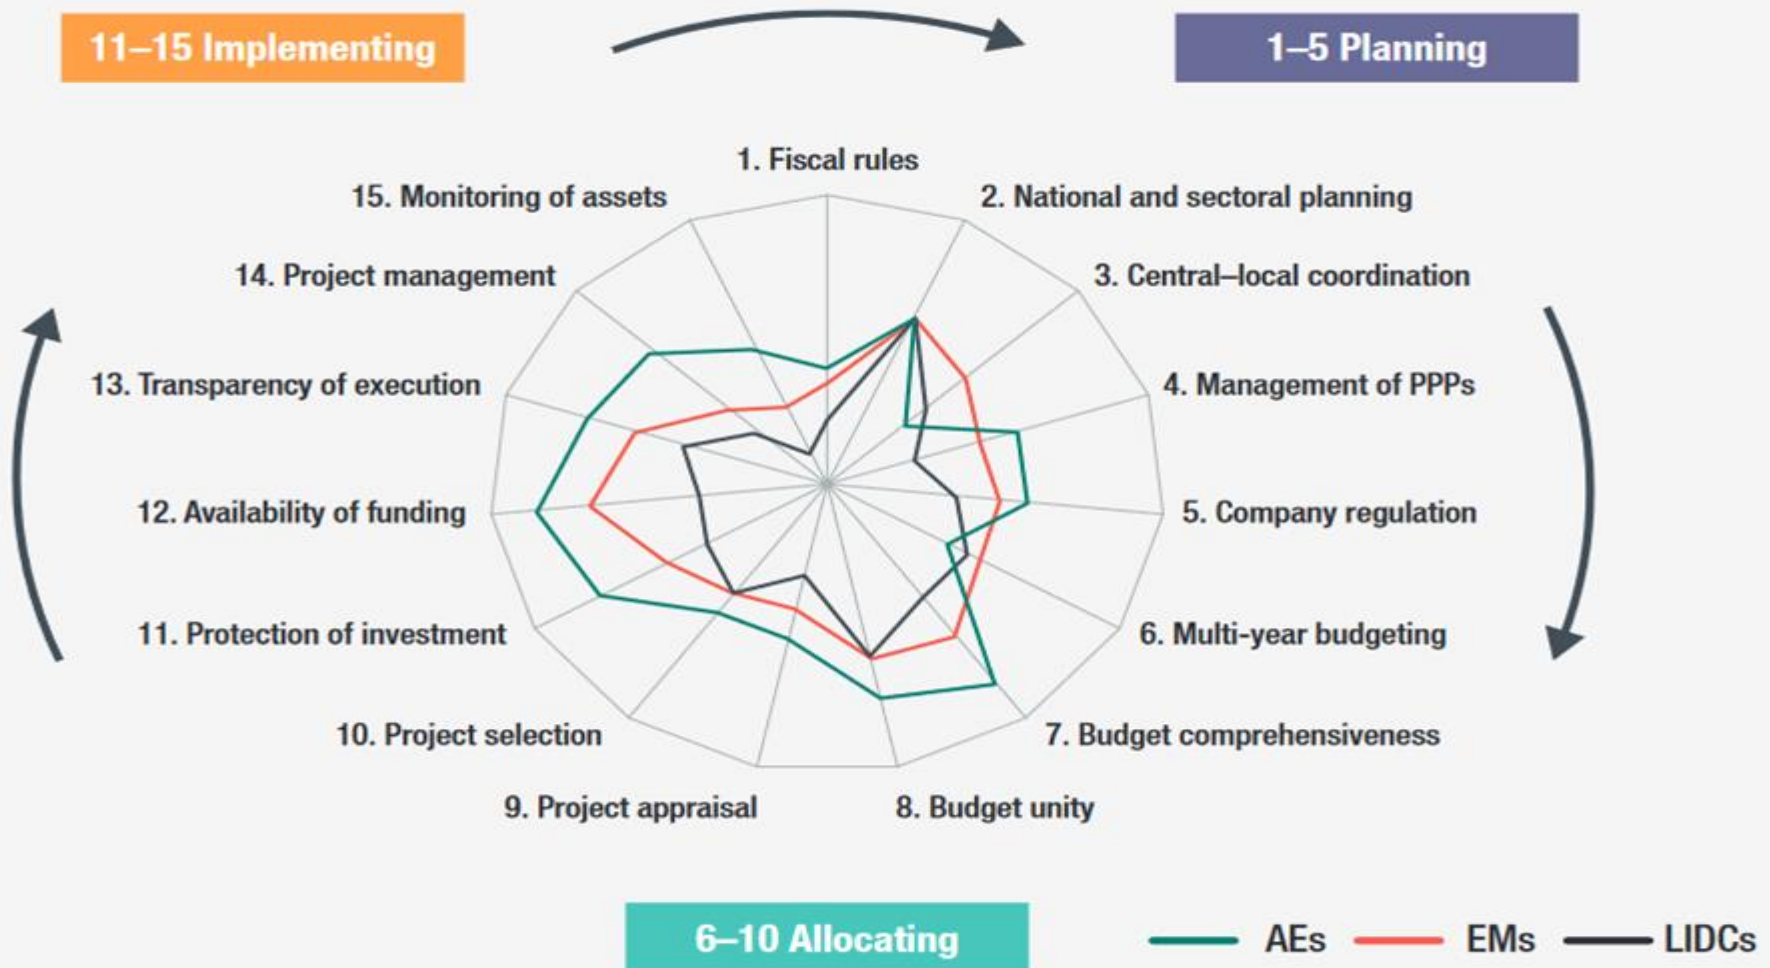 11–15 Implementing
1–5 Planning
1. Fiscal rules
2. National and sectoral planning
3. Central–local coordination
4. Management of PPPs
5. Company regulation
6. Multi-year budgeting
7. Budget comprehensiveness
8. Budget unity
9. Project appraisal
10. Project selection
11. Protection of investment
12. Availability of funding
13. Transparency of execution
14. Project management
15. Monitoring of assets
6–10 Allocating
AEs
EMs
LIDCs